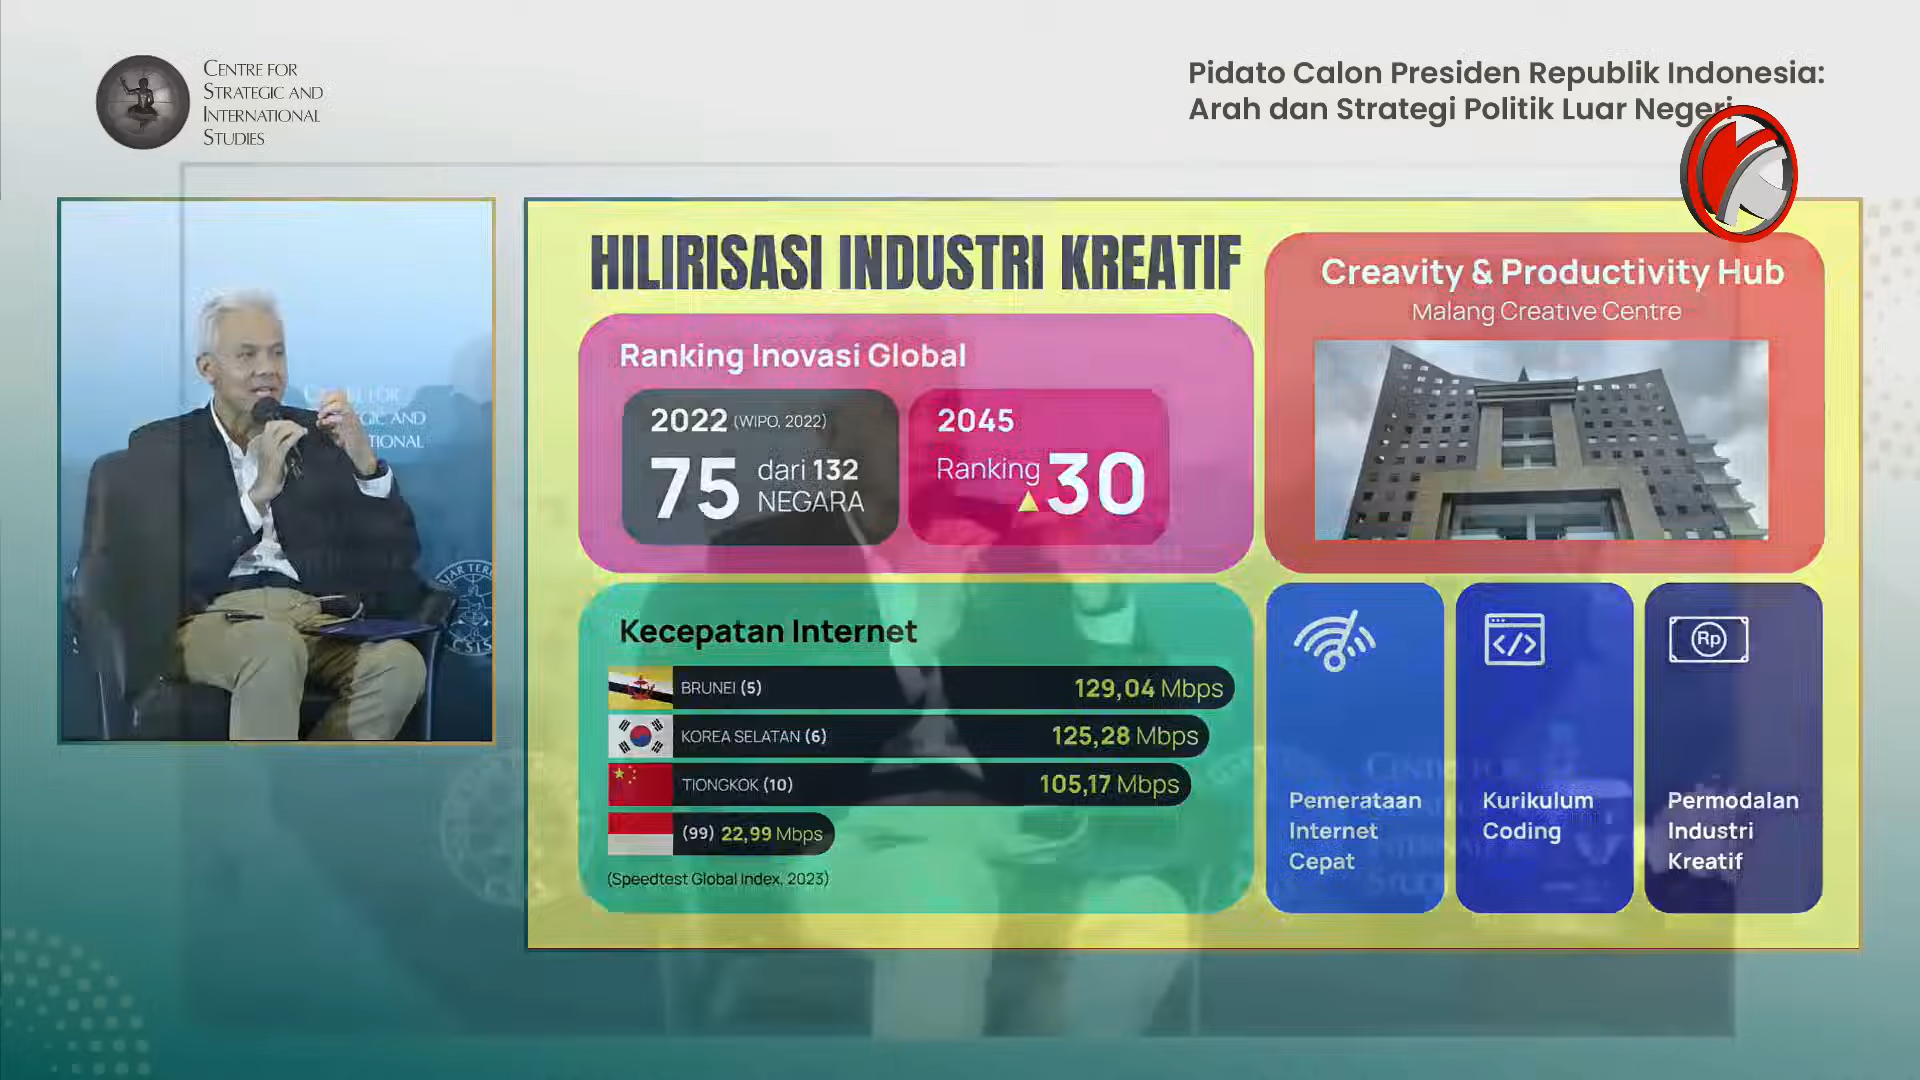 CENTRE FOR
STRATEGIC AND
INTERNATIONAL
STUDIES
Pidato Calon Presiden Republik Indonesia:
Arah dan Strategi Politik Luar Negeri
HILIRISASI INDUSTRI KREATIF
Ranking Inovasi Global
2022 (WIPO, 2022)
75 dari 132
NEGARA
2045
Ranking 30
Creavity & Productivity Hub
Malang Creative Centre
Kecepatan Internet
BRUNEI (5) 129,04 Mbps
KOREA SELATAN (6) 125,28 Mbps
TIONGKOK (10) 105,17 Mbps
(99) 22,99 Mbps
(Speedtest Global Index, 2023)
Pemerataan
Internet
Cepat
Kurikulum
Coding
Rp
Permodalan
Industri
Kreatif